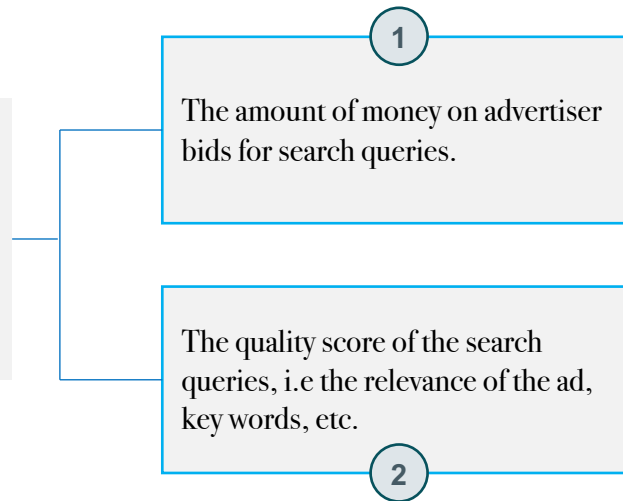 1
The amount of money on advertiser
bids for search queries.
The quality score of the search
queries, i.e the relevance of the ad,
key words, etc.
2